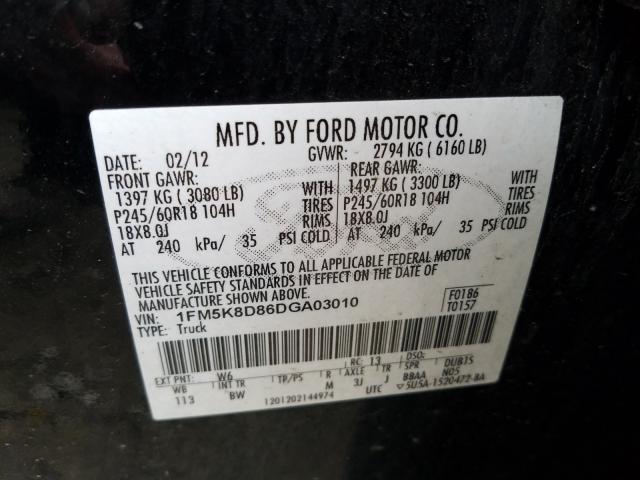 MFD. BY FORD MOTOR CO.
DATE: 02/12 GVWR: 2794 KG ( 6160 LB)
FRONT GAWR: REAR GAWR:
1397 KG ( 3080 LB) WITH 1497 KG ( 3300 LB) WITH
P245/60R18 104H TIRES P245/60R18 104H TIRES
18X8.0J RIMS 18X8.0J RIMS
AT 240 kPa/ 35 PSI COLD AT 240 kPa/ 35 PSI COLD
THIS VEHICLE CONFORMS TO ALL APPLICABLE FEDERAL MOTOR
VEHICLE SAFETY STANDARDS IN EFFECT ON THE DATE OF
MANUFACTURE SHOWN ABOVE.
VIN: 1FM5K8D86DGA03010 F0186
TYPE: Truck T0157
EXT PNT: W6 RC: 13 DSO:
WB INT TR TP/PS R AXLE TR SPR DUBTS
113 BW M 3J J BBAA N05
1201202144974 UTC ▽5U5A-1520472-BA